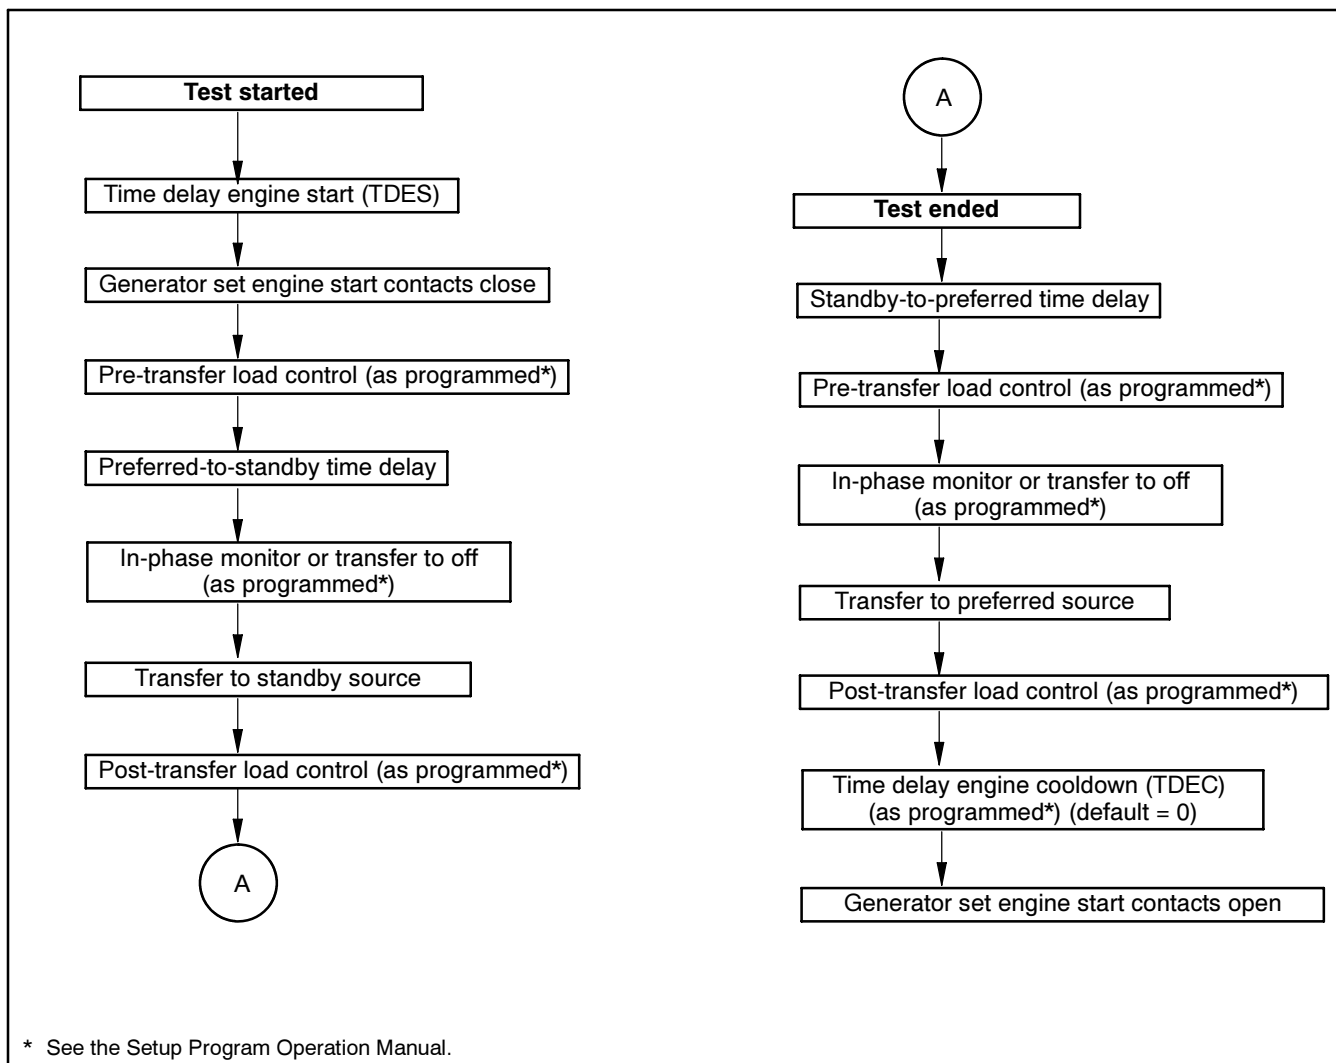 Test started
Time delay engine start (TDES)
Generator set engine start contacts close
Pre-transfer load control (as programmed*)
Preferred-to-standby time delay
In-phase monitor or transfer to off
(as programmed*)
Transfer to standby source
Post-transfer load control (as programmed*)
A
A
Test ended
Standby-to-preferred time delay
Pre-transfer load control (as programmed*)
In-phase monitor or transfer to off
(as programmed*)
Transfer to preferred source
Post-transfer load control (as programmed*)
Time delay engine cooldown (TDEC)
(as programmed*) (default = 0)
Generator set engine start contacts open
* See the Setup Program Operation Manual.